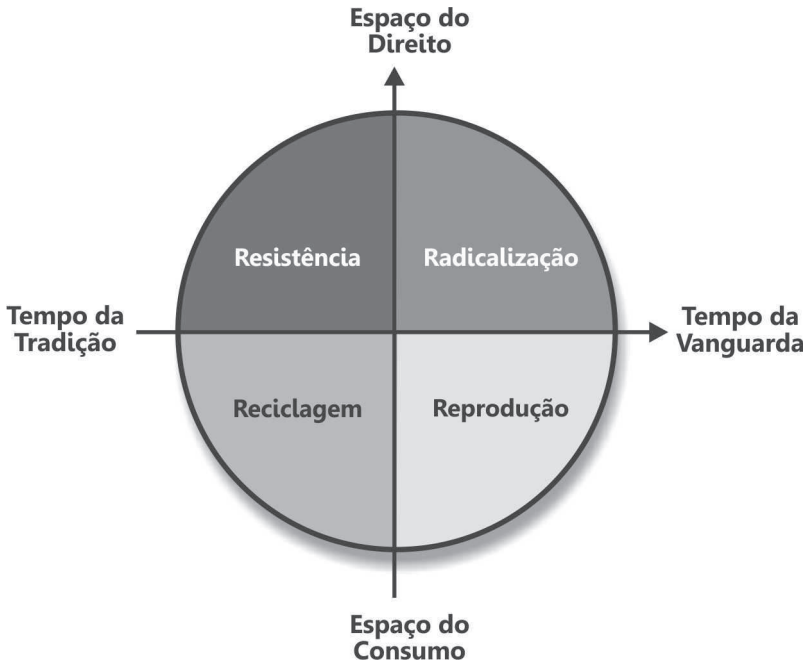 Espaço do
Direito
Resistência
Radicalização
Tempo da
Tradição
Tempo da
Vanguarda
Reciclagem
Reprodução
Espaço do
Consumo